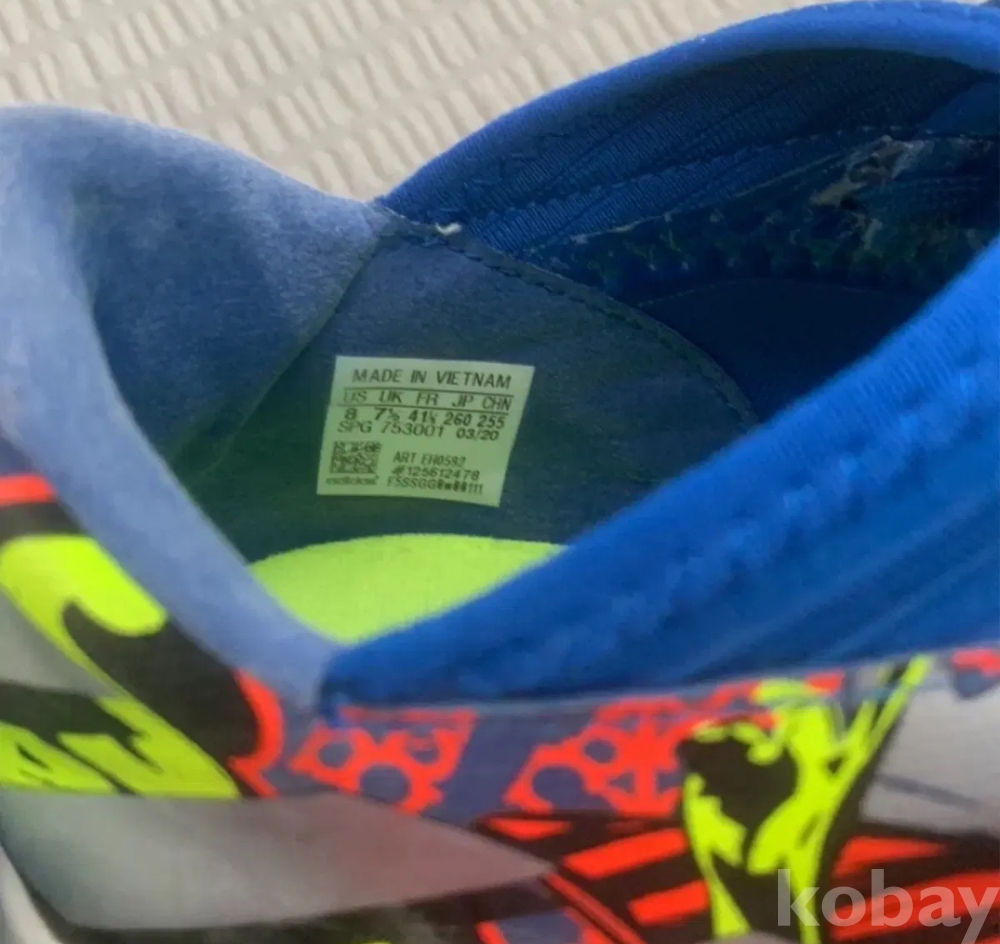 MADE IN VIETNAM
US UK FR JP CHN
8 7½ 41⅓ 260 255
SPG 753001 03/20
ART EH0592
#125612478
kobay